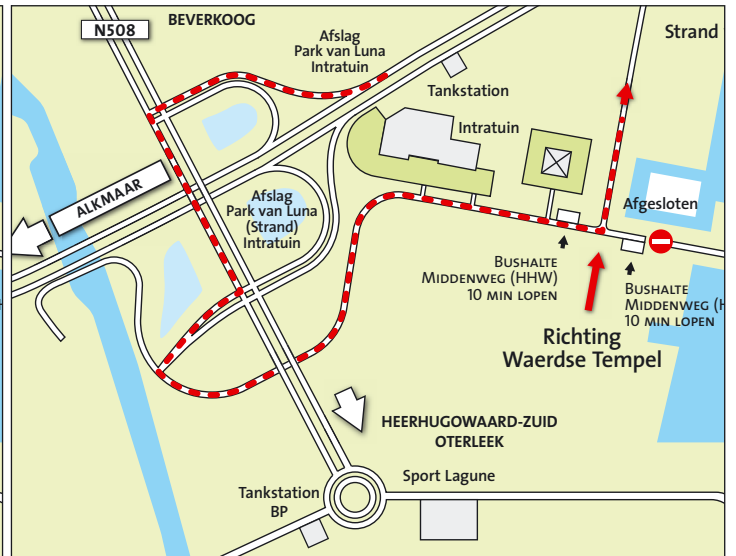 N508
BEVERKOOG
Afslag
Park van Luna
Intratuin
Strand
Tankstation
Intratuin
ALKMAAR
Afslag
Park van Luna
(Strand)
Intratuin
Afgesloten
Bushalte
Middenweg (HHW)
10 min lopen
Bushalte
Middenweg (H
10 min lopen
Richting
Waerdse Tempel
HEERHUGOWAARD-ZUID
OTERLEEK
Sport Lagune
Tankstation
BP